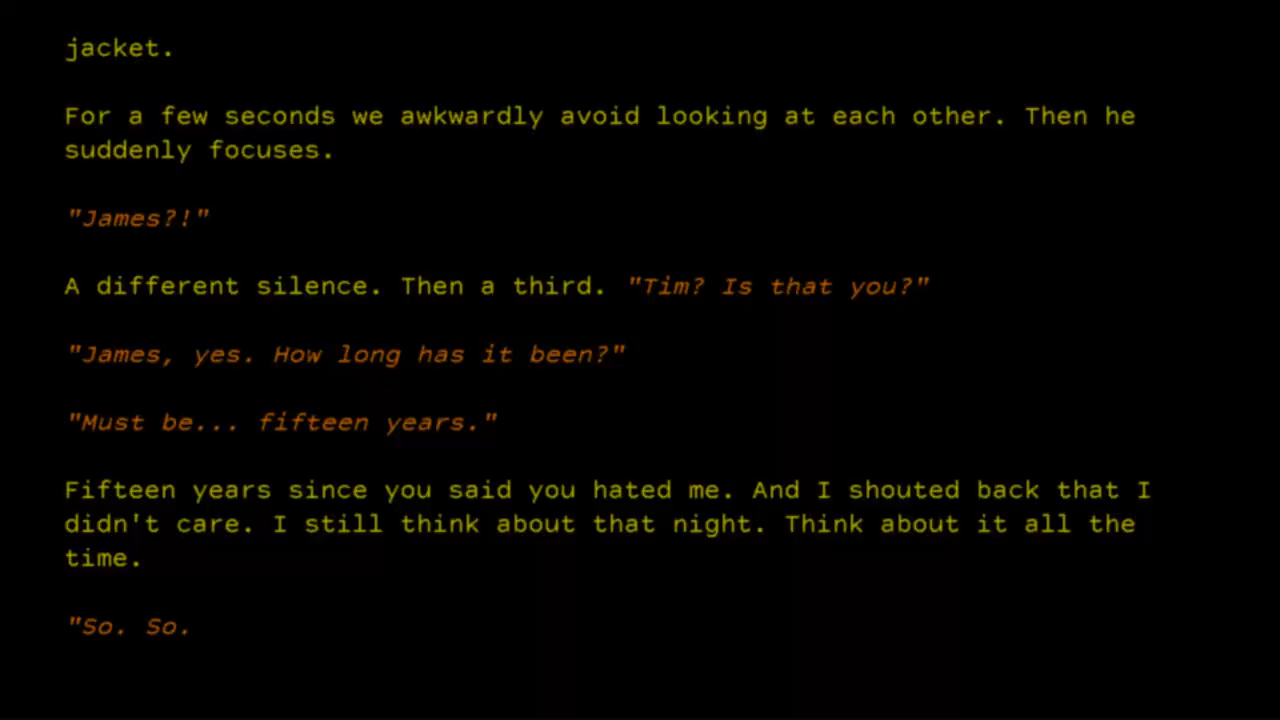 jacket.
For a few seconds we awkwardly avoid looking at each other. Then he
suddenly focuses.
"James?!"
A different silence. Then a third. "Tim? Is that you?"
"James, yes. How long has it been?"
"Must be... fifteen years."
Fifteen years since you said you hated me. And I shouted back that I
didn't care. I still think about that night. Think about it all the
time.
"So. So.